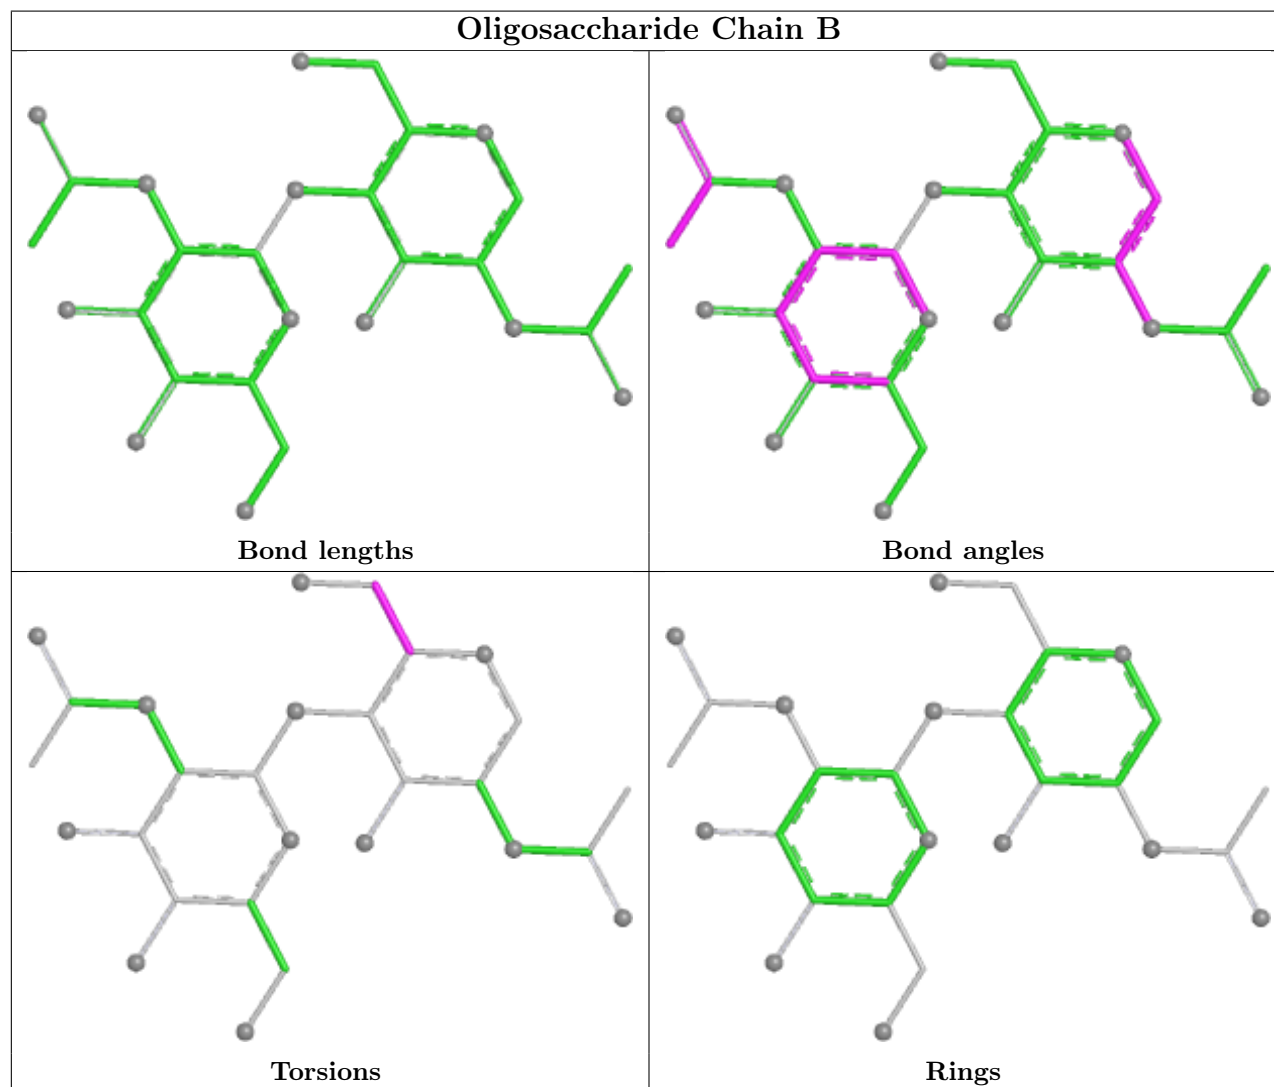 Oligosaccharide Chain B
Bond lengths
Bond angles
Torsions
Rings